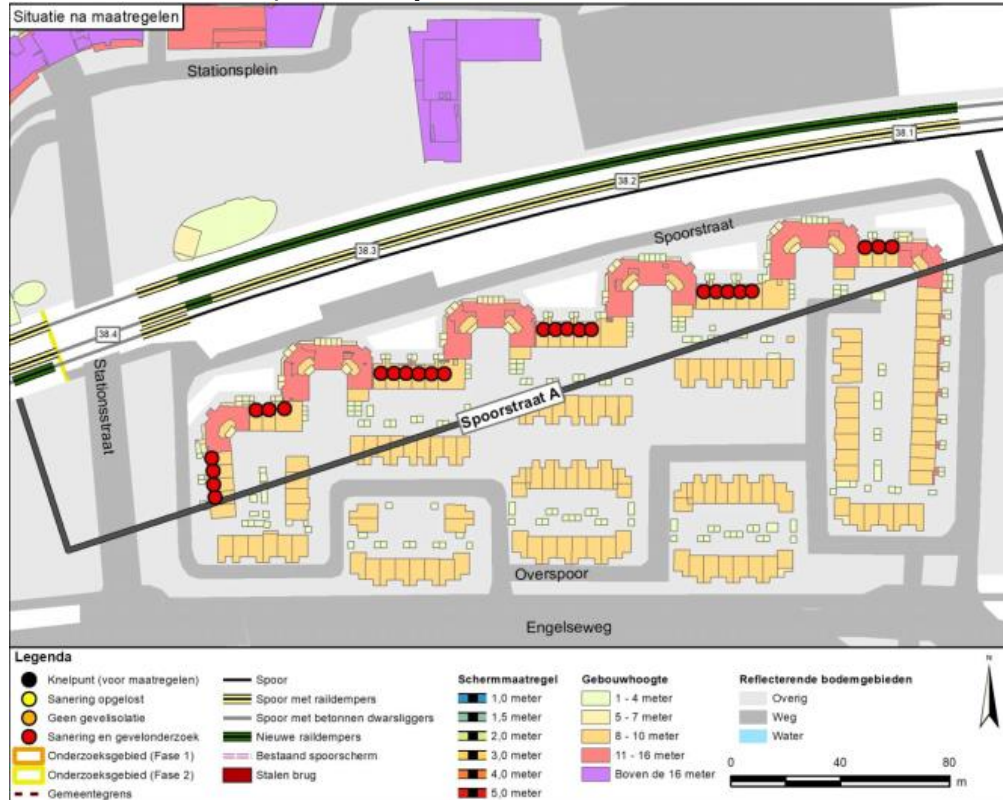 Situatie na maatregelen
Stationsplein
38.1
38.2
38.3
38.4
Spoorstraat
Stationsstraat
Spoorstraat A
Overspoor
Engelseweg
Legenda
Knelpunt (voor maatregelen)
Sanering opgelost
Geen gevelisolatie
Sanering en gevelonderzoek
Onderzoeksgebied (Fase 1)
Onderzoeksgebied (Fase 2)
Gemeentegrens
Spoor
Spoor met raildempers
Spoor met betonnen dwarsliggers
Nieuwe raildempers
Bestaand spoorscherm
Stalen brug
Schermmaatregel
1,0 meter
1,5 meter
2,0 meter
3,0 meter
4,0 meter
5,0 meter
Gebouwhoogte
1 - 4 meter
5 - 7 meter
8 - 10 meter
11 - 16 meter
Boven de 16 meter
Reflecterende bodemgebieden
Overig
Weg
Water
N
0 40 80
m